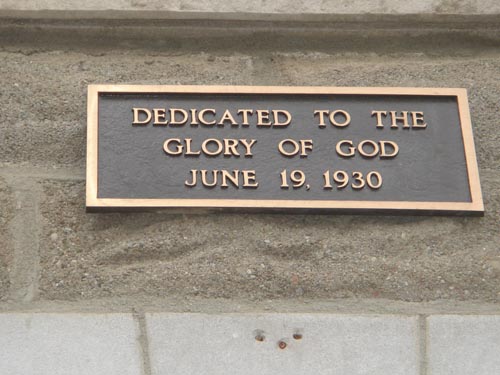 DEDICATED TO THE
GLORY OF GOD
JUNE 19, 1930